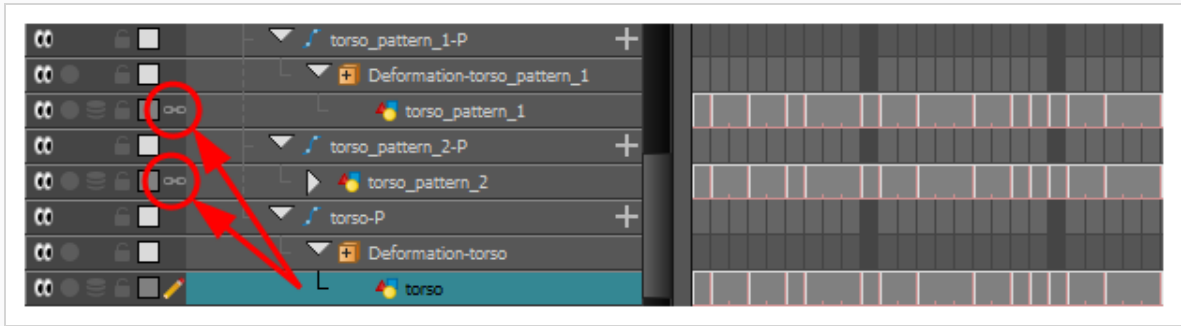 torso_pattern_1-P
Deformation-torso_pattern_1
torso_pattern_1
torso_pattern_2-P
torso_pattern_2
torso-P
Deformation-torso
torso